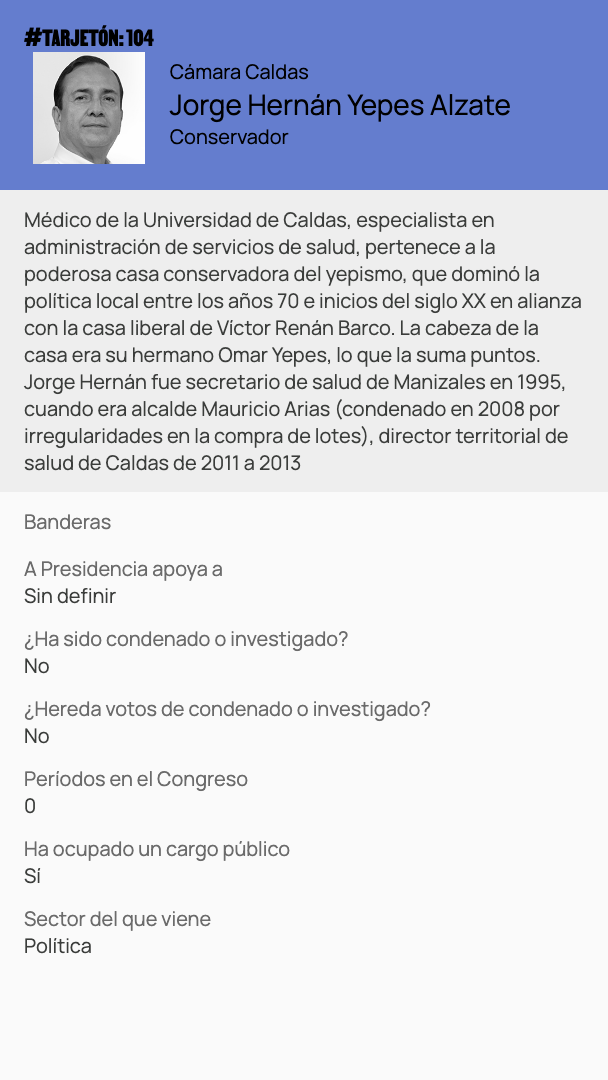 #TARJETÓN: 104
Cámara Caldas
Jorge Hernán Yepes Alzate
Conservador
Médico de la Universidad de Caldas, especialista en
administración de servicios de salud, pertenece a la
poderosa casa conservadora del yepismo, que dominó la
política local entre los años 70 e inicios del siglo XX en alianza
con la casa liberal de Víctor Renán Barco. La cabeza de la
casa era su hermano Omar Yepes, lo que la suma puntos.
Jorge Hernán fue secretario de salud de Manizales en 1995,
cuando era alcalde Mauricio Arias (condenado en 2008 por
irregularidades en la compra de lotes), director territorial de
salud de Caldas de 2011 a 2013
Banderas
A Presidencia apoya a
Sin definir
¿Ha sido condenado o investigado?
No
¿Hereda votos de condenado o investigado?
No
Períodos en el Congreso
0
Ha ocupado un cargo público
Sí
Sector del que viene
Política